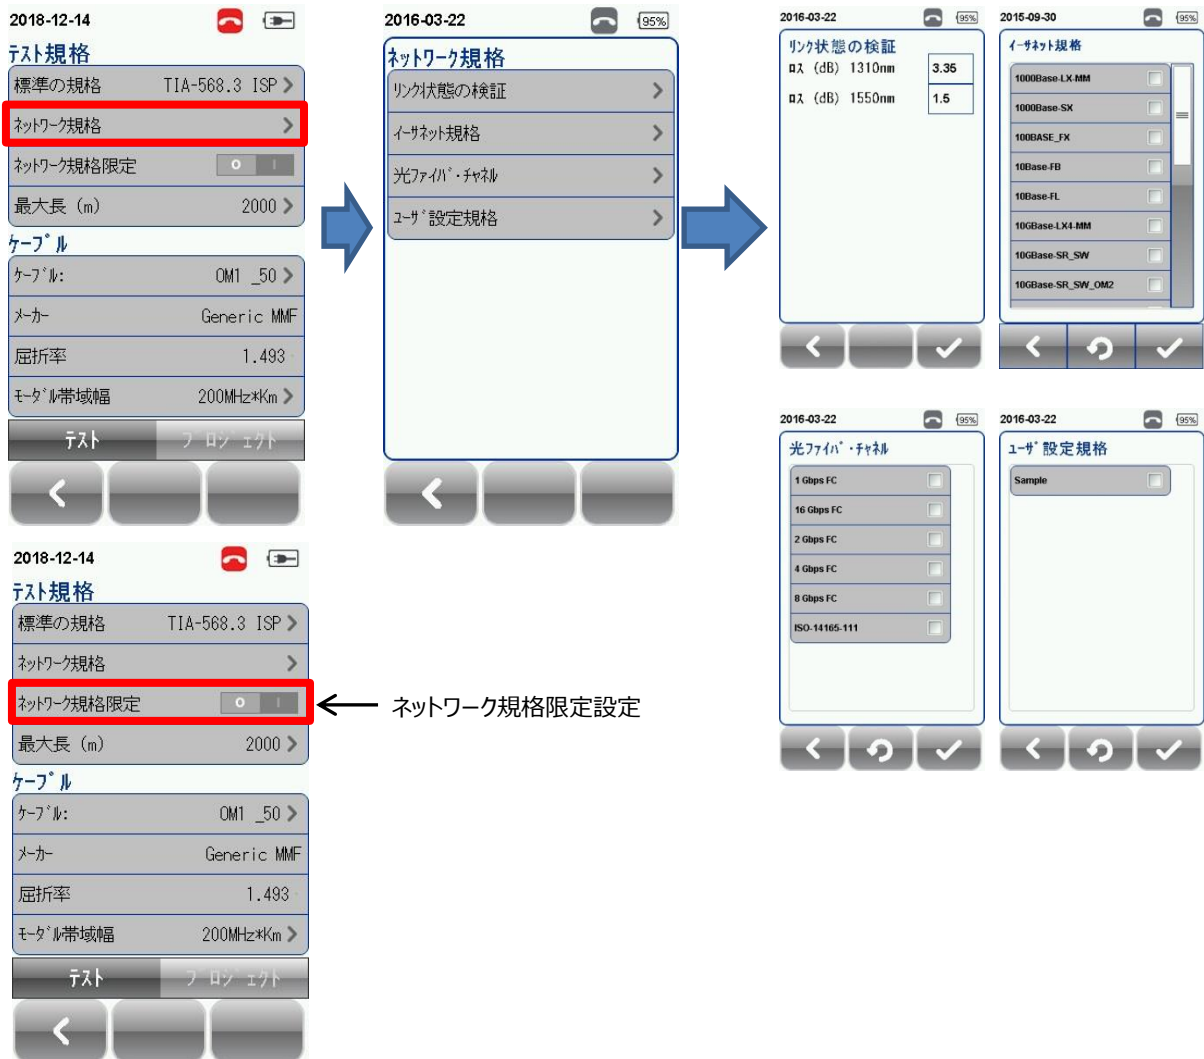 2018-12-14
テスト規格
標準の規格 TIA-568.3 ISP
ネットワーク規格
ネットワーク規格限定 O I
最大長 (m) 2000
ケーブル
ケーブル: OM1 _50
メーカー Generic MMF
屈折率 1.493
モーダル帯域幅 200MHz*Km
テスト プロジェクト
2016-03-22 95%
ネットワーク規格
リンク状態の検証
イーサネット規格
光ファイバ・チャネル
ユーザ設定規格
2016-03-22 95%
リンク状態の検証
ロス (dB) 1310nm 3.35
ロス (dB) 1550nm 1.5
2015-09-30 95%
イーサネット規格
1000Base-LX-MM
1000Base-SX
100BASE_FX
10Base-FB
10Base-FL
10GBase-LX4-MM
10GBase-SR_SW
10GBase-SR_SW_OM2
2016-03-22 95%
光ファイバ・チャネル
1 Gbps FC
16 Gbps FC
2 Gbps FC
4 Gbps FC
8 Gbps FC
ISO-14165-111
2016-03-22 95%
ユーザ設定規格
Sample
2018-12-14
テスト規格
標準の規格 TIA-568.3 ISP
ネットワーク規格
ネットワーク規格限定 O I
ネットワーク規格限定設定
最大長 (m) 2000
ケーブル
ケーブル: OM1 _50
メーカー Generic MMF
屈折率 1.493
モーダル帯域幅 200MHz*Km
テスト プロジェクト